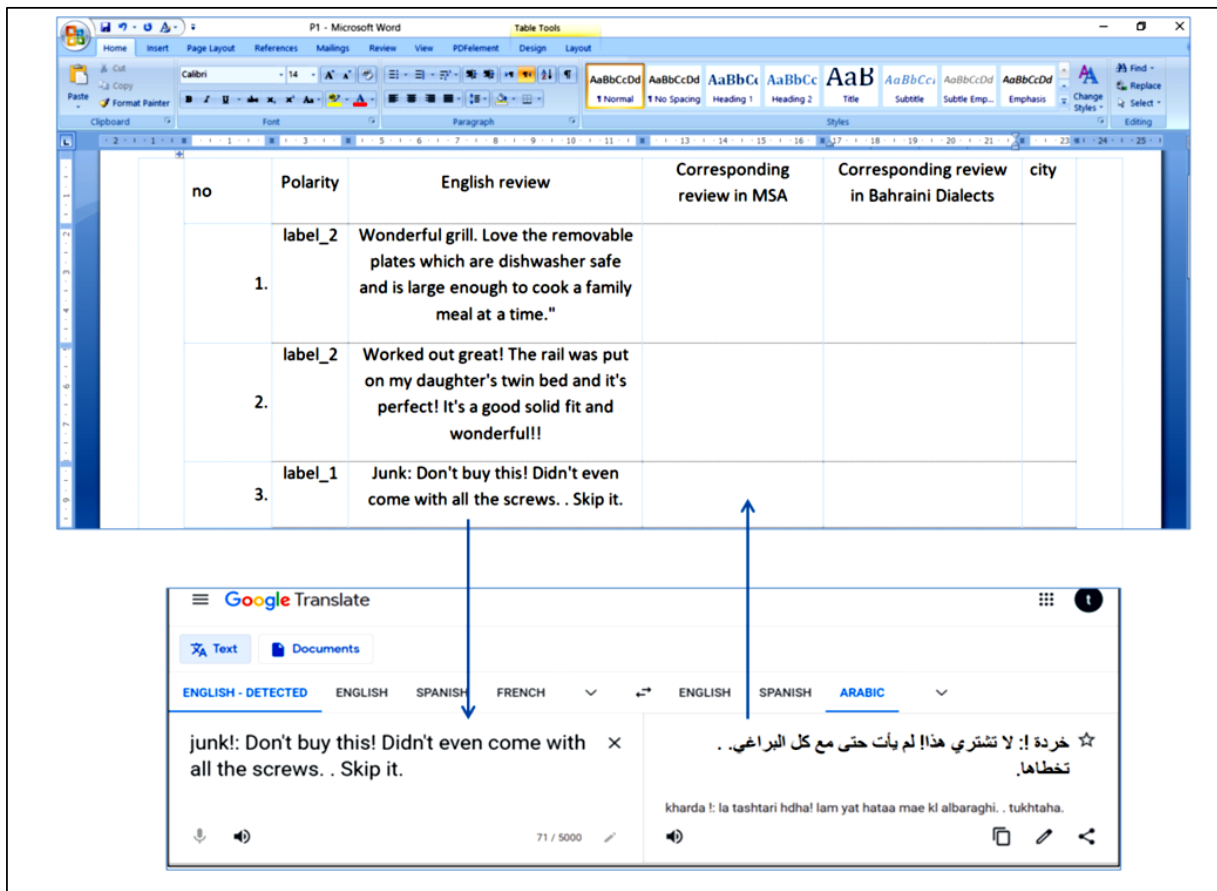 P1 - Microsoft Word
Table Tools
Home Insert Page Layout References Mailings Review View PDFelement Design Layout
Cut
Copy
Format Painter
Paste
Calibri
14
AaBbCcDd AaBbCcDd AaBbCc AaBbCc AaB AaBbCc AaBbCcDd AaBbCcDd
¶ Normal ¶ No Spacing Heading 1 Heading 2 Title Subtitle Subtle Emp... Emphasis
Change Styles
Find
Replace
Select
Clipboard Font Paragraph Styles Editing
no Polarity English review Corresponding review in MSA Corresponding review in Bahraini Dialects city
1. label_2
Wonderful grill. Love the removable
plates which are dishwasher safe
and is large enough to cook a family
meal at a time."
2. label_2
Worked out great! The rail was put
on my daughter's twin bed and it's
perfect! It's a good solid fit and
wonderful!!
3. label_1
Junk: Don't buy this! Didn't even
come with all the screws. . Skip it.
Google Translate
t
Text Documents
ENGLISH - DETECTED ENGLISH SPANISH FRENCH ENGLISH SPANISH ARABIC
junk!: Don't buy this! Didn't even come with
all the screws. . Skip it.
71 / 5000
خردة !: لا تشتري هذا! لم يأت حتى مع كل البراغي. .
تخطاها.
kharda !: la tashtari hdha! lam yat hataa mae kl albaraghi. . tukhtaha.